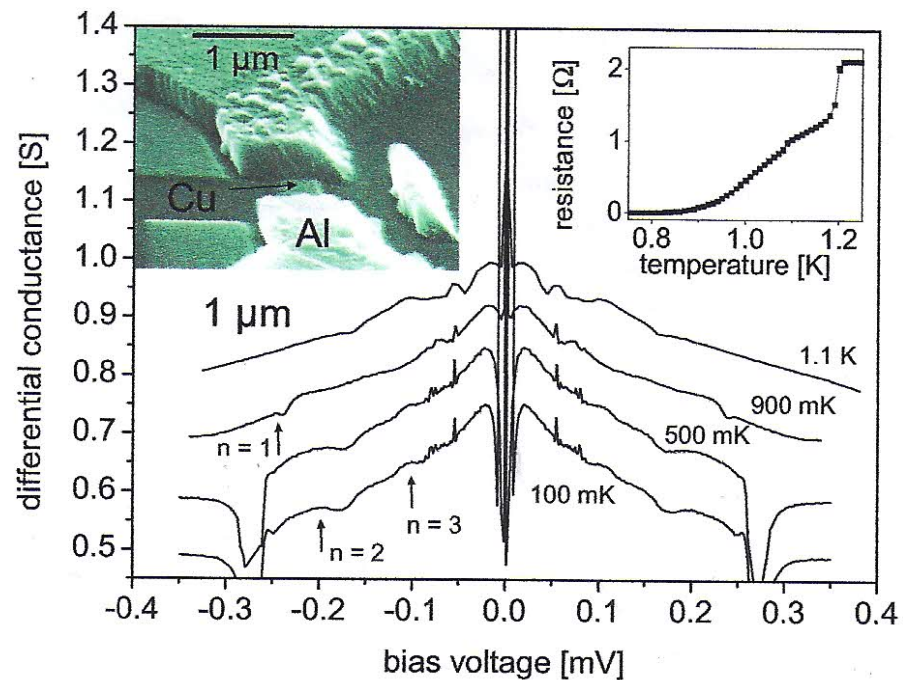 differential conductance [S]
1.4
1.3
1.2
1.1
1.0
0.9
0.8
0.7
0.6
0.5
1 µm
Cu
Al
1 µm
resistance [Ω]
2
1
0
0.8 1.0 1.2
temperature [K]
1.1 K
900 mK
500 mK
100 mK
n = 1
n = 2
n = 3
-0.4 -0.3 -0.2 -0.1 0.0 0.1 0.2 0.3 0.4
bias voltage [mV]